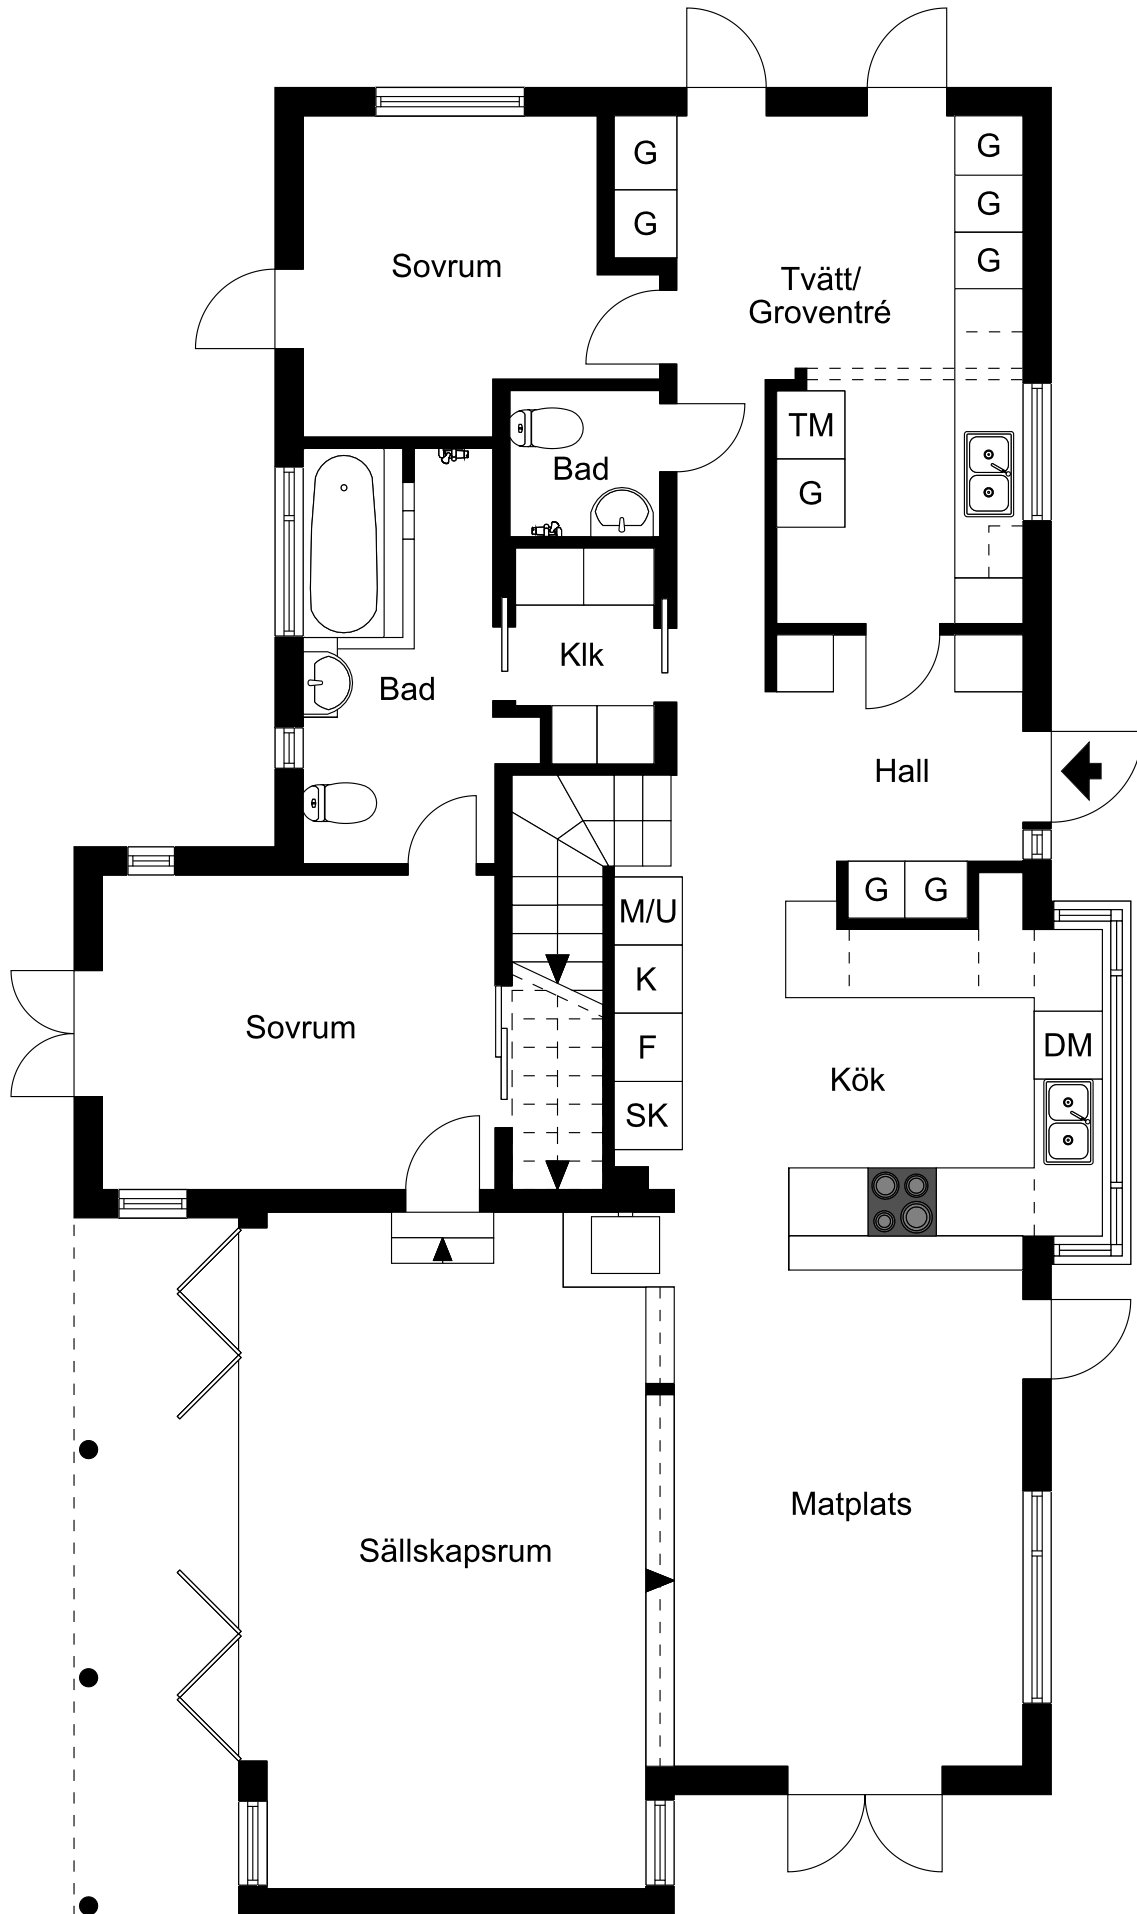 G
G
G
G
G
Sovrum
Tvätt/
Groventré
TM
G
Bad
Klk
Bad
Hall
G
G
M/U
K
F
SK
Sovrum
DM
Kök
Matplats
Sällskapsrum